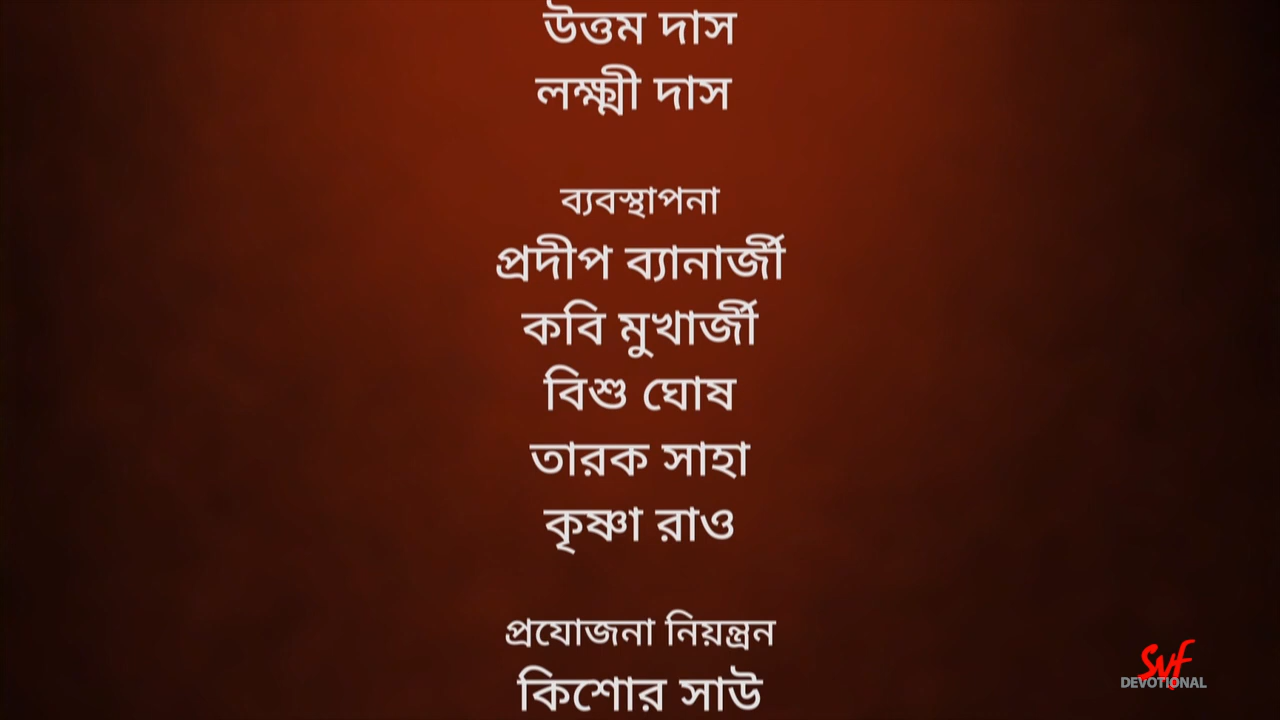 উত্তম দাস
লক্ষ্মী দাস
ব্যবস্থাপনা
প্রদীপ ব্যানার্জী
কবি মুখার্জী
বিশু ঘোষ
তারক সাহা
কৃষ্ণা রাও
প্রযোজনা নিয়ন্ত্রন
কিশোর সাউ
SVF
DEVOTIONAL